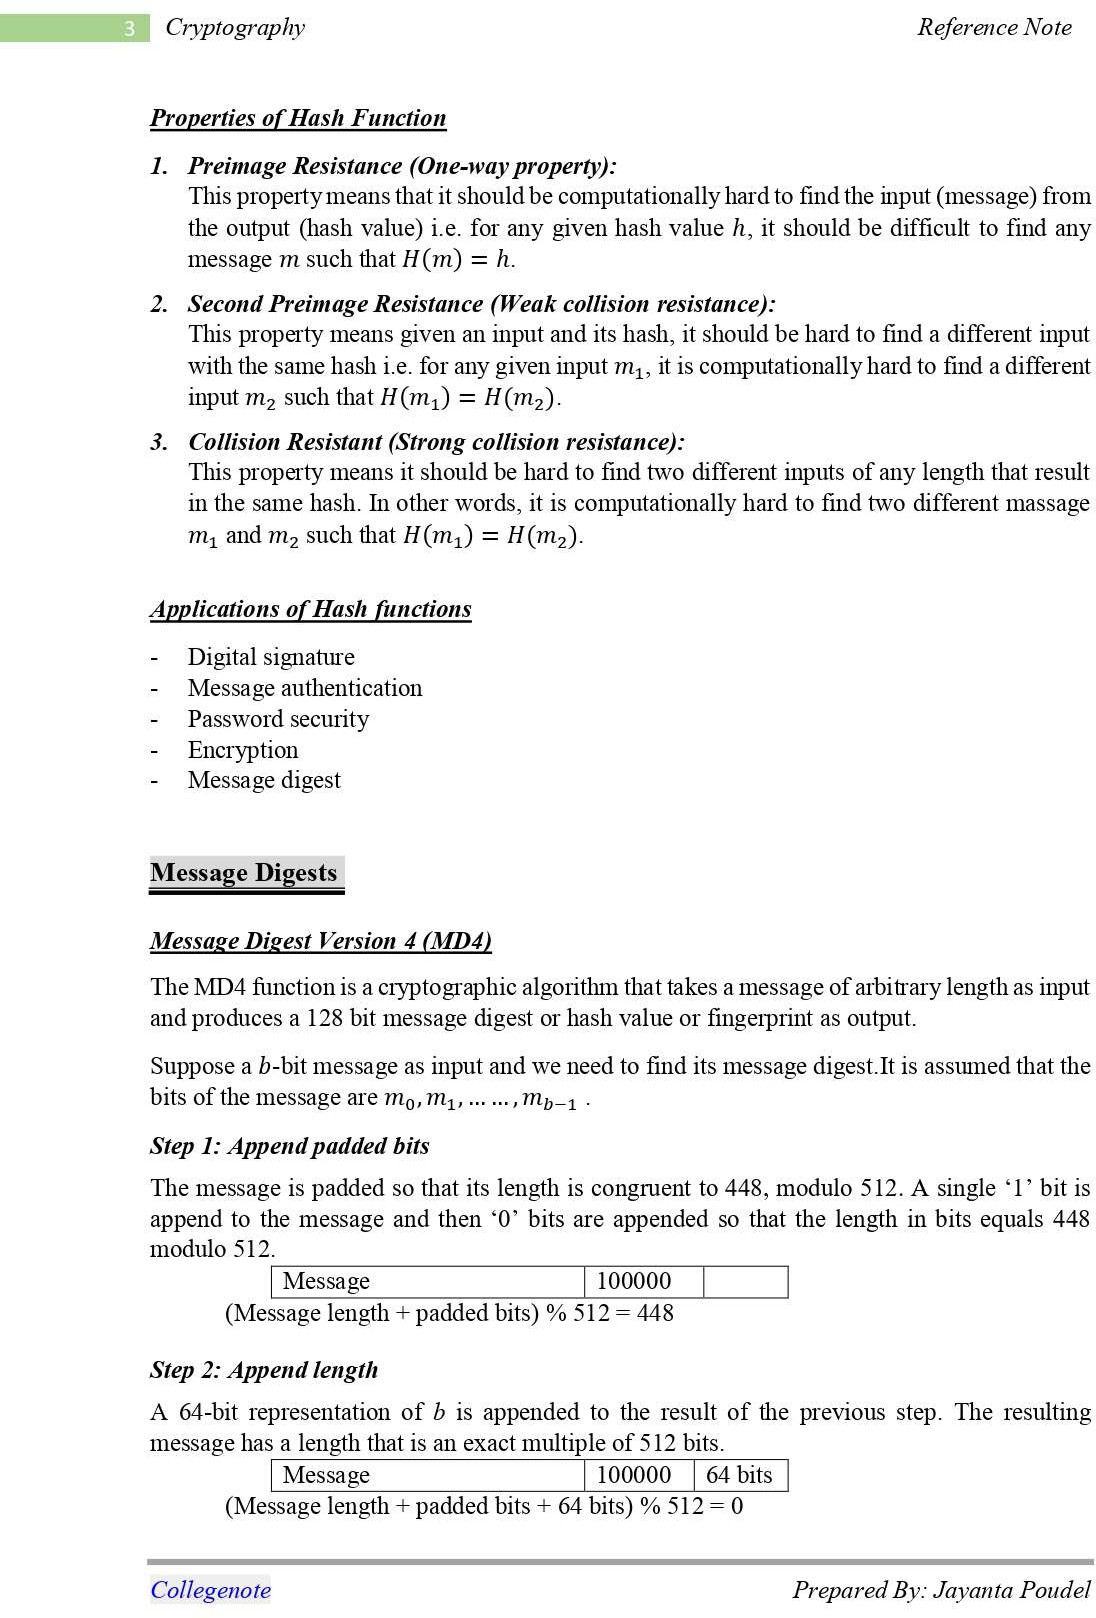 3 Cryptography Reference Note
Properties of Hash Function
1. Preimage Resistance (One-way property):
This property means that it should be computationally hard to find the input (message) from
the output (hash value) i.e. for any given hash value h, it should be difficult to find any
message m such that H(m) = h.
2. Second Preimage Resistance (Weak collision resistance):
This property means given an input and its hash, it should be hard to find a different input
with the same hash i.e. for any given input m₁, it is computationally hard to find a different
input m₂ such that H(m₁) = H(m₂).
3. Collision Resistant (Strong collision resistance):
This property means it should be hard to find two different inputs of any length that result
in the same hash. In other words, it is computationally hard to find two different massage
m₁ and m₂ such that H(m₁) = H(m₂).
Applications of Hash functions
- Digital signature
- Message authentication
- Password security
- Encryption
- Message digest
Message Digests
Message Digest Version 4 (MD4)
The MD4 function is a cryptographic algorithm that takes a message of arbitrary length as input
and produces a 128 bit message digest or hash value or fingerprint as output.
Suppose a b-bit message as input and we need to find its message digest.It is assumed that the
bits of the message are m₀, m₁, … … , m_b−1 .
Step 1: Append padded bits
The message is padded so that its length is congruent to 448, modulo 512. A single ‘1’ bit is
append to the message and then ‘0’ bits are appended so that the length in bits equals 448
modulo 512.
Message 100000
(Message length + padded bits) % 512 = 448
Step 2: Append length
A 64-bit representation of b is appended to the result of the previous step. The resulting
message has a length that is an exact multiple of 512 bits.
Message 100000 64 bits
(Message length + padded bits + 64 bits) % 512 = 0
Collegenote Prepared By: Jayanta Poudel